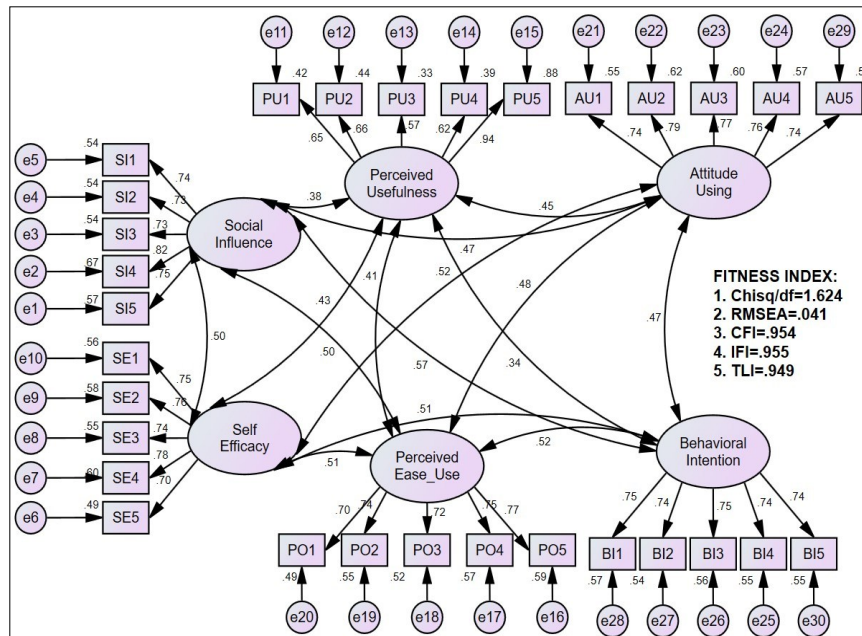 e11 e12 e13 e14 e15 e21 e22 e23 e24 e29
.42 .44 .33 .39 .88 .55 .62 .60 .57
PU1 PU2 PU3 PU4 PU5 AU1 AU2 AU3 AU4 AU5
.65 .66 .57 .62 .94 .74 .79 .77 .76 .74
e5 .54 SI1 .74
e4 .54 SI2 .73
e3 .54 SI3 .73
e2 .67 SI4 .82
e1 .57 SI5 .75
Social
Influence
Perceived
Usefulness
Attitude
Using
.38 .45
.47
.52
.41
.48
.43
.50
.50
.57
.34
.47
FITNESS INDEX:
1. Chisq/df=1.624
2. RMSEA=.041
3. CFI=.954
4. IFI=.955
5. TLI=.949
e10 .56 SE1 .75
e9 .58 SE2 .76
e8 .55 SE3 .74
e7 .60 SE4 .78
e6 .49 SE5 .70
Self
Efficacy
.51
.51
.52
Perceived
Ease_Use
Behavioral
Intention
.70 .74 .72 .75 .77 .75 .74 .75 .74 .74
PO1 PO2 PO3 PO4 PO5 BI1 BI2 BI3 BI4 BI5
.49 .55 .52 .57 .59 .57 .54 .56 .55 .55
e20 e19 e18 e17 e16 e28 e27 e26 e25 e30